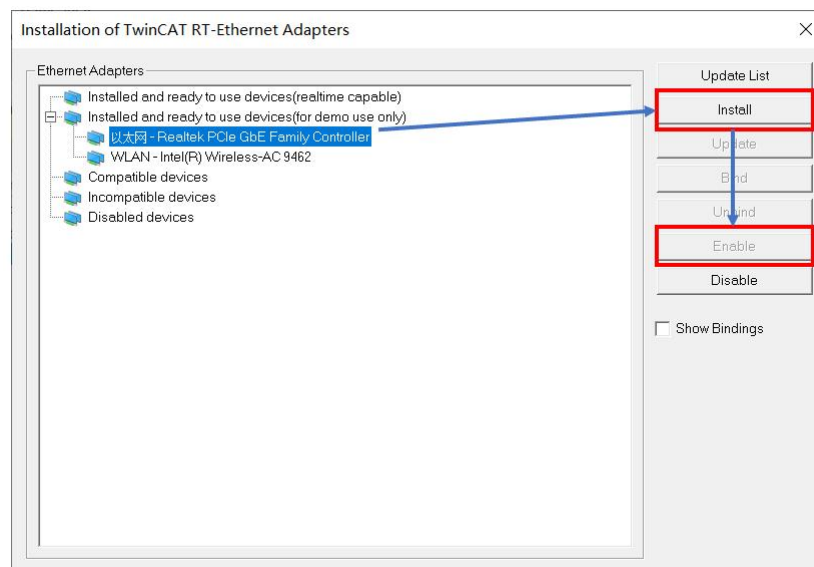 Installation of TwinCAT RT-Ethernet Adapters
Ethernet Adapters
Installed and ready to use devices(realtime capable)
Installed and ready to use devices(for demo use only)
以太网 - Realtek PCIe GbE Family Controller
WLAN - Intel(R) Wireless-AC 9462
Compatible devices
Incompatible devices
Disabled devices
Update List
Install
Update
Bind
Unbind
Enable
Disable
Show Bindings